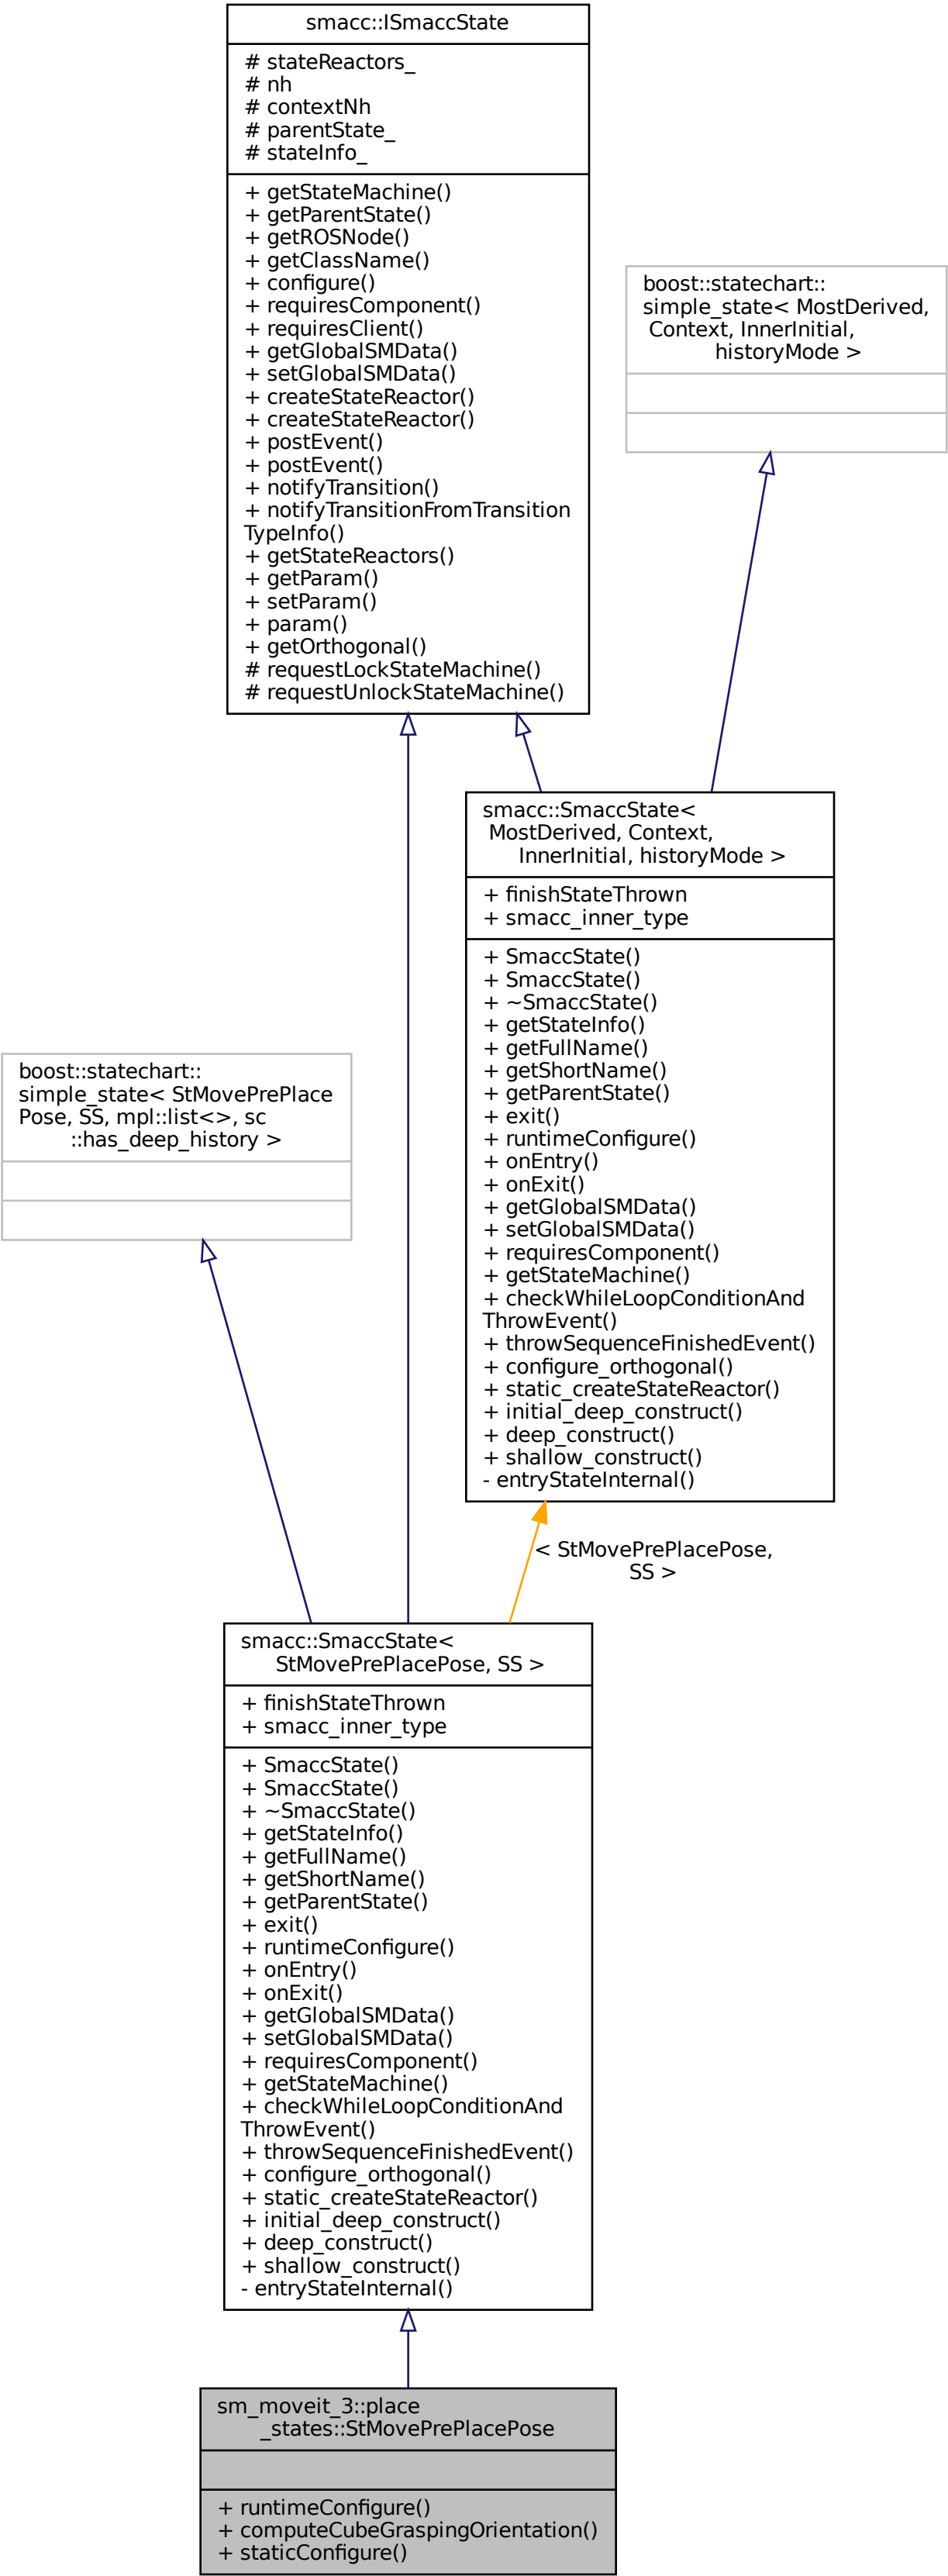 smacc::ISmaccState
# stateReactors_
# nh
# contextNh
# parentState_
# stateInfo_
+ getStateMachine()
+ getParentState()
+ getROSNode()
+ getClassName()
+ configure()
+ requiresComponent()
+ requiresClient()
+ getGlobalSMData()
+ setGlobalSMData()
+ createStateReactor()
+ createStateReactor()
+ postEvent()
+ postEvent()
+ notifyTransition()
+ notifyTransitionFromTransition
TypeInfo()
+ getStateReactors()
+ getParam()
+ setParam()
+ param()
+ getOrthogonal()
# requestLockStateMachine()
# requestUnlockStateMachine()
boost::statechart::
simple_state< MostDerived,
Context, InnerInitial,
historyMode >
smacc::SmaccState<
MostDerived, Context,
InnerInitial, historyMode >
+ finishStateThrown
+ smacc_inner_type
+ SmaccState()
+ SmaccState()
+ ~SmaccState()
+ getStateInfo()
+ getFullName()
+ getShortName()
+ getParentState()
+ exit()
+ runtimeConfigure()
+ onEntry()
+ onExit()
+ getGlobalSMData()
+ setGlobalSMData()
+ requiresComponent()
+ getStateMachine()
+ checkWhileLoopConditionAnd
ThrowEvent()
+ throwSequenceFinishedEvent()
+ configure_orthogonal()
+ static_createStateReactor()
+ initial_deep_construct()
+ deep_construct()
+ shallow_construct()
- entryStateInternal()
boost::statechart::
simple_state< StMovePrePlace
Pose, SS, mpl::list<>, sc
::has_deep_history >
< StMovePrePlacePose,
SS >
smacc::SmaccState<
StMovePrePlacePose, SS >
+ finishStateThrown
+ smacc_inner_type
+ SmaccState()
+ SmaccState()
+ ~SmaccState()
+ getStateInfo()
+ getFullName()
+ getShortName()
+ getParentState()
+ exit()
+ runtimeConfigure()
+ onEntry()
+ onExit()
+ getGlobalSMData()
+ setGlobalSMData()
+ requiresComponent()
+ getStateMachine()
+ checkWhileLoopConditionAnd
ThrowEvent()
+ throwSequenceFinishedEvent()
+ configure_orthogonal()
+ static_createStateReactor()
+ initial_deep_construct()
+ deep_construct()
+ shallow_construct()
- entryStateInternal()
sm_moveit_3::place
_states::StMovePrePlacePose
+ runtimeConfigure()
+ computeCubeGraspingOrientation()
+ staticConfigure()